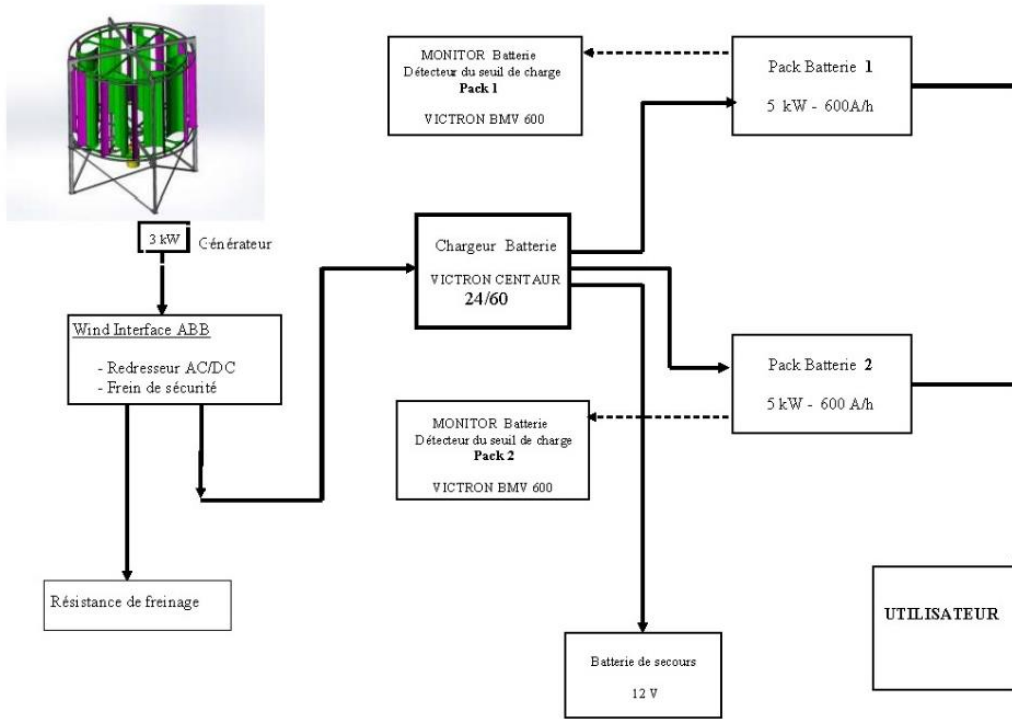 MONITOR Batterie
Détecteur du seuil de charge
Pack 1
VICTRON BMV 600
Pack Batterie 1
5 kW - 600A/h
3 kW
Générateur
Chargeur Batterie
VICTRON CENTAUR
24/60
Wind Interface ABB
- Redresseur AC/DC
- Frein de sécurité
Pack Batterie 2
5 kW - 600 A/h
MONITOR Batterie
Détecteur du seuil de charge
Pack 2
VICTRON BMV 600
Résistance de freinage
UTILISATEUR
Batterie de secours
12 V